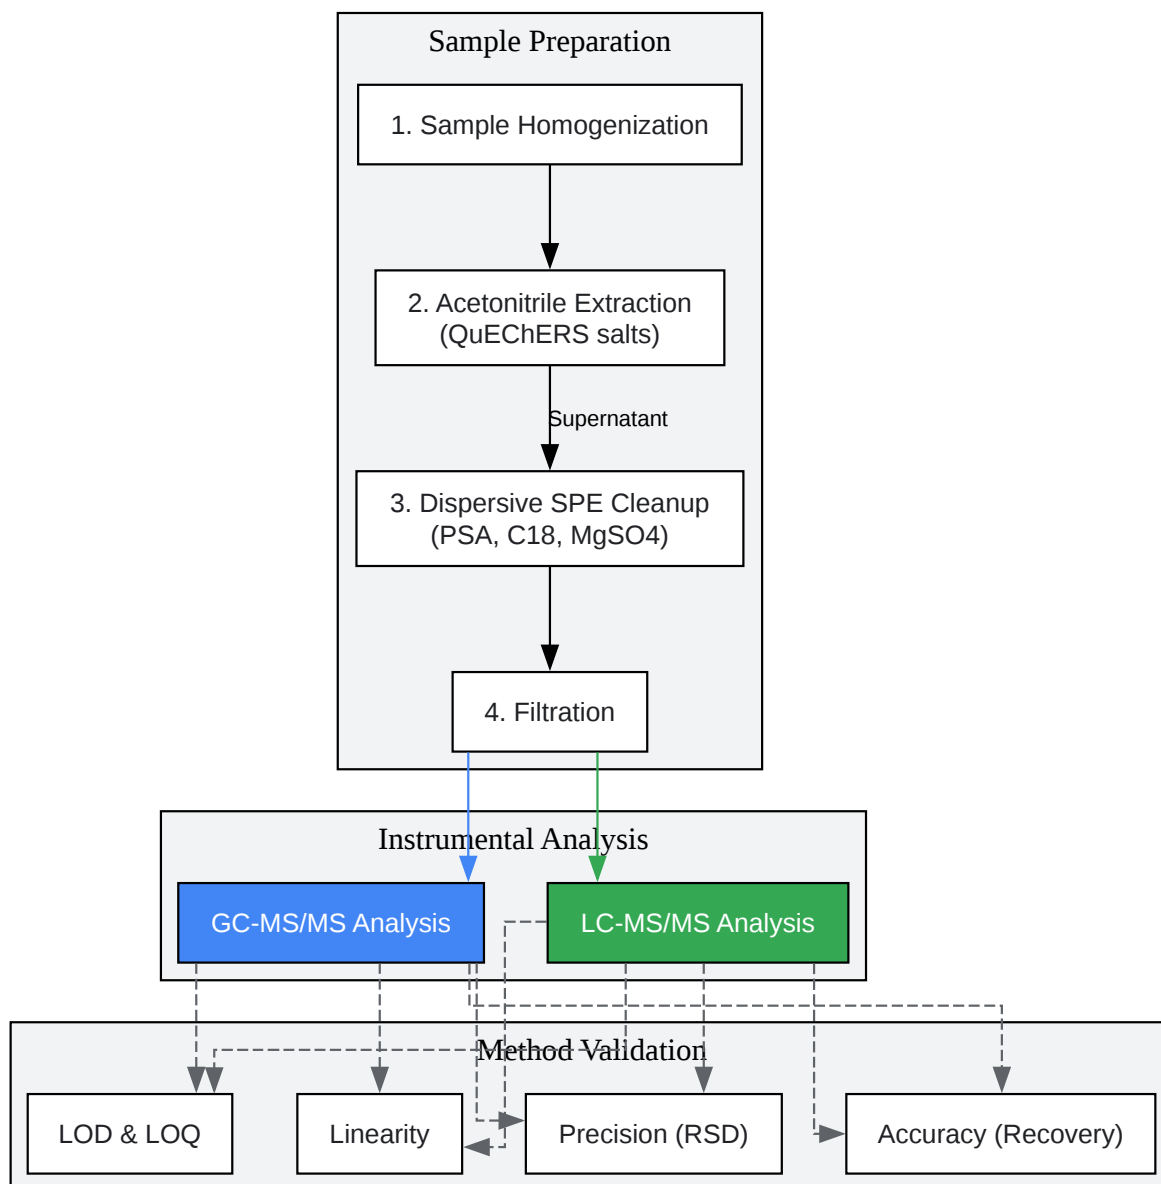 Sample Preparation
1. Sample Homogenization
2. Acetonitrile Extraction
(QuEChERS salts)
Supernatant
3. Dispersive SPE Cleanup
(PSA, C18, MgSO4)
4. Filtration
Instrumental Analysis
GC-MS/MS Analysis
LC-MS/MS Analysis
Method Validation
LOD & LOQ
Linearity
Precision (RSD)
Accuracy (Recovery)